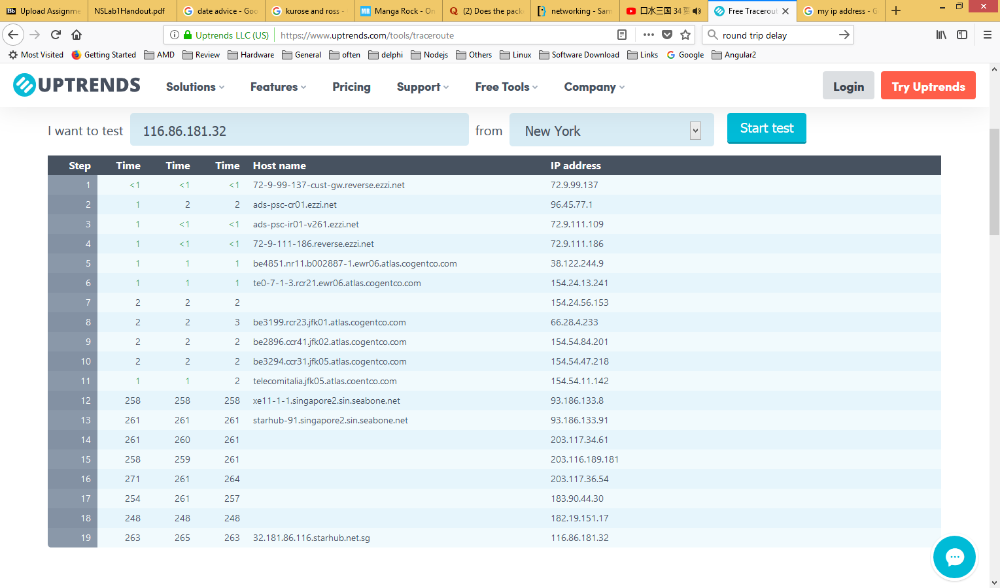 Upload Assignme NSLab1Handout.pdf date advice - Goo kurose and ross - Manga Rock - On (2) Does the pack networking - Sam 口水三国 34 贾 Free Tracerout my ip address - G
Uptrends LLC (US) https://www.uptrends.com/tools/traceroute round trip delay
Most Visited Getting Started AMD Review Hardware General often delphi Nodejs Others Linux Software Download Links Google Angular2
UPTRENDS Solutions Features Pricing Support Free Tools Company Login Try Uptrends
I want to test 116.86.181.32 from New York Start test
Step Time Time Time Host name IP address
1 <1 <1 <1 72-9-99-137-cust-gw.reverse.ezzi.net 72.9.99.137
2 1 2 2 ads-psc-cr01.ezzi.net 96.45.77.1
3 1 <1 <1 ads-psc-ir01-v261.ezzi.net 72.9.111.109
4 1 <1 <1 72-9-111-186.reverse.ezzi.net 72.9.111.186
5 1 1 1 be4851.nr11.b002887-1.ewr06.atlas.cogentco.com 38.122.244.9
6 1 1 1 te0-7-1-3.rcr21.ewr06.atlas.cogentco.com 154.24.13.241
7 2 2 2 154.24.56.153
8 2 2 3 be3199.rcr23.jfk01.atlas.cogentco.com 66.28.4.233
9 2 2 2 be2896.ccr41.jfk02.atlas.cogentco.com 154.54.84.201
10 2 2 2 be3294.ccr31.jfk05.atlas.cogentco.com 154.54.47.218
11 1 1 2 telecomitalia.jfk05.atlas.coentco.com 154.54.11.142
12 258 258 258 xe11-1-1.singapore2.sin.seabone.net 93.186.133.8
13 261 261 261 starhub-91.singapore2.sin.seabone.net 93.186.133.91
14 261 260 261 203.117.34.61
15 258 259 261 203.116.189.181
16 271 261 264 203.117.36.54
17 254 261 257 183.90.44.30
18 248 248 248 182.19.151.17
19 263 265 263 32.181.86.116.starhub.net.sg 116.86.181.32